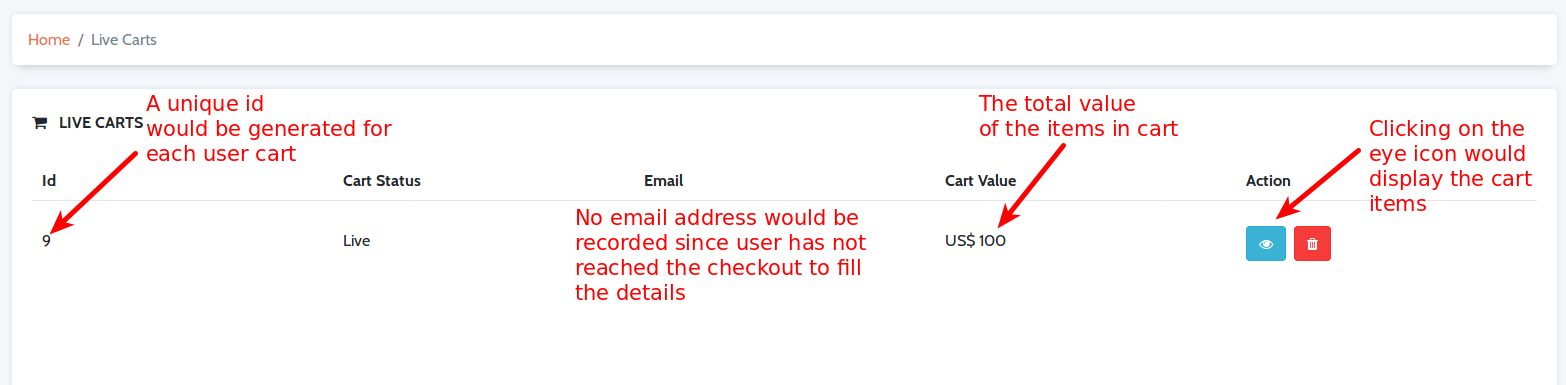 Home / Live Carts
LIVE CARTS
A unique id
would be generated for
each user cart
The total value
of the items in cart
Clicking on the
eye icon would
display the cart
items
Id Cart Status Email Cart Value Action
9 Live US$ 100
No email address would be
recorded since user has not
reached the checkout to fill
the details